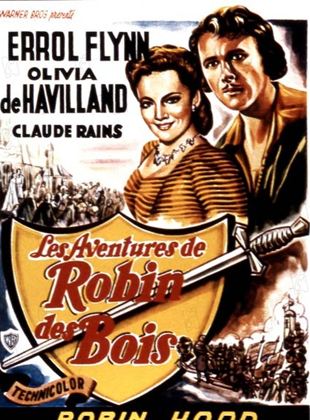 WARNER BROS présente
ERROL FLYNN
OLIVIA
de HAVILLAND
CLAUDE RAINS
Les Aventures de
Robin
des Bois
WB
TECHNICOLOR
ROBIN HOOD